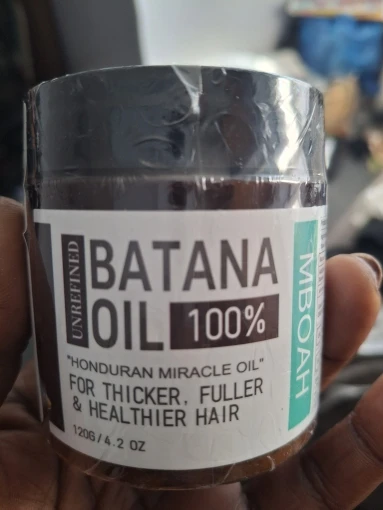 UNREFINED
BATANA
OIL 100%
"HONDURAN MIRACLE OIL"
FOR THICKER, FULLER
& HEALTHIER HAIR
120G/4.2 OZ
MBOAH